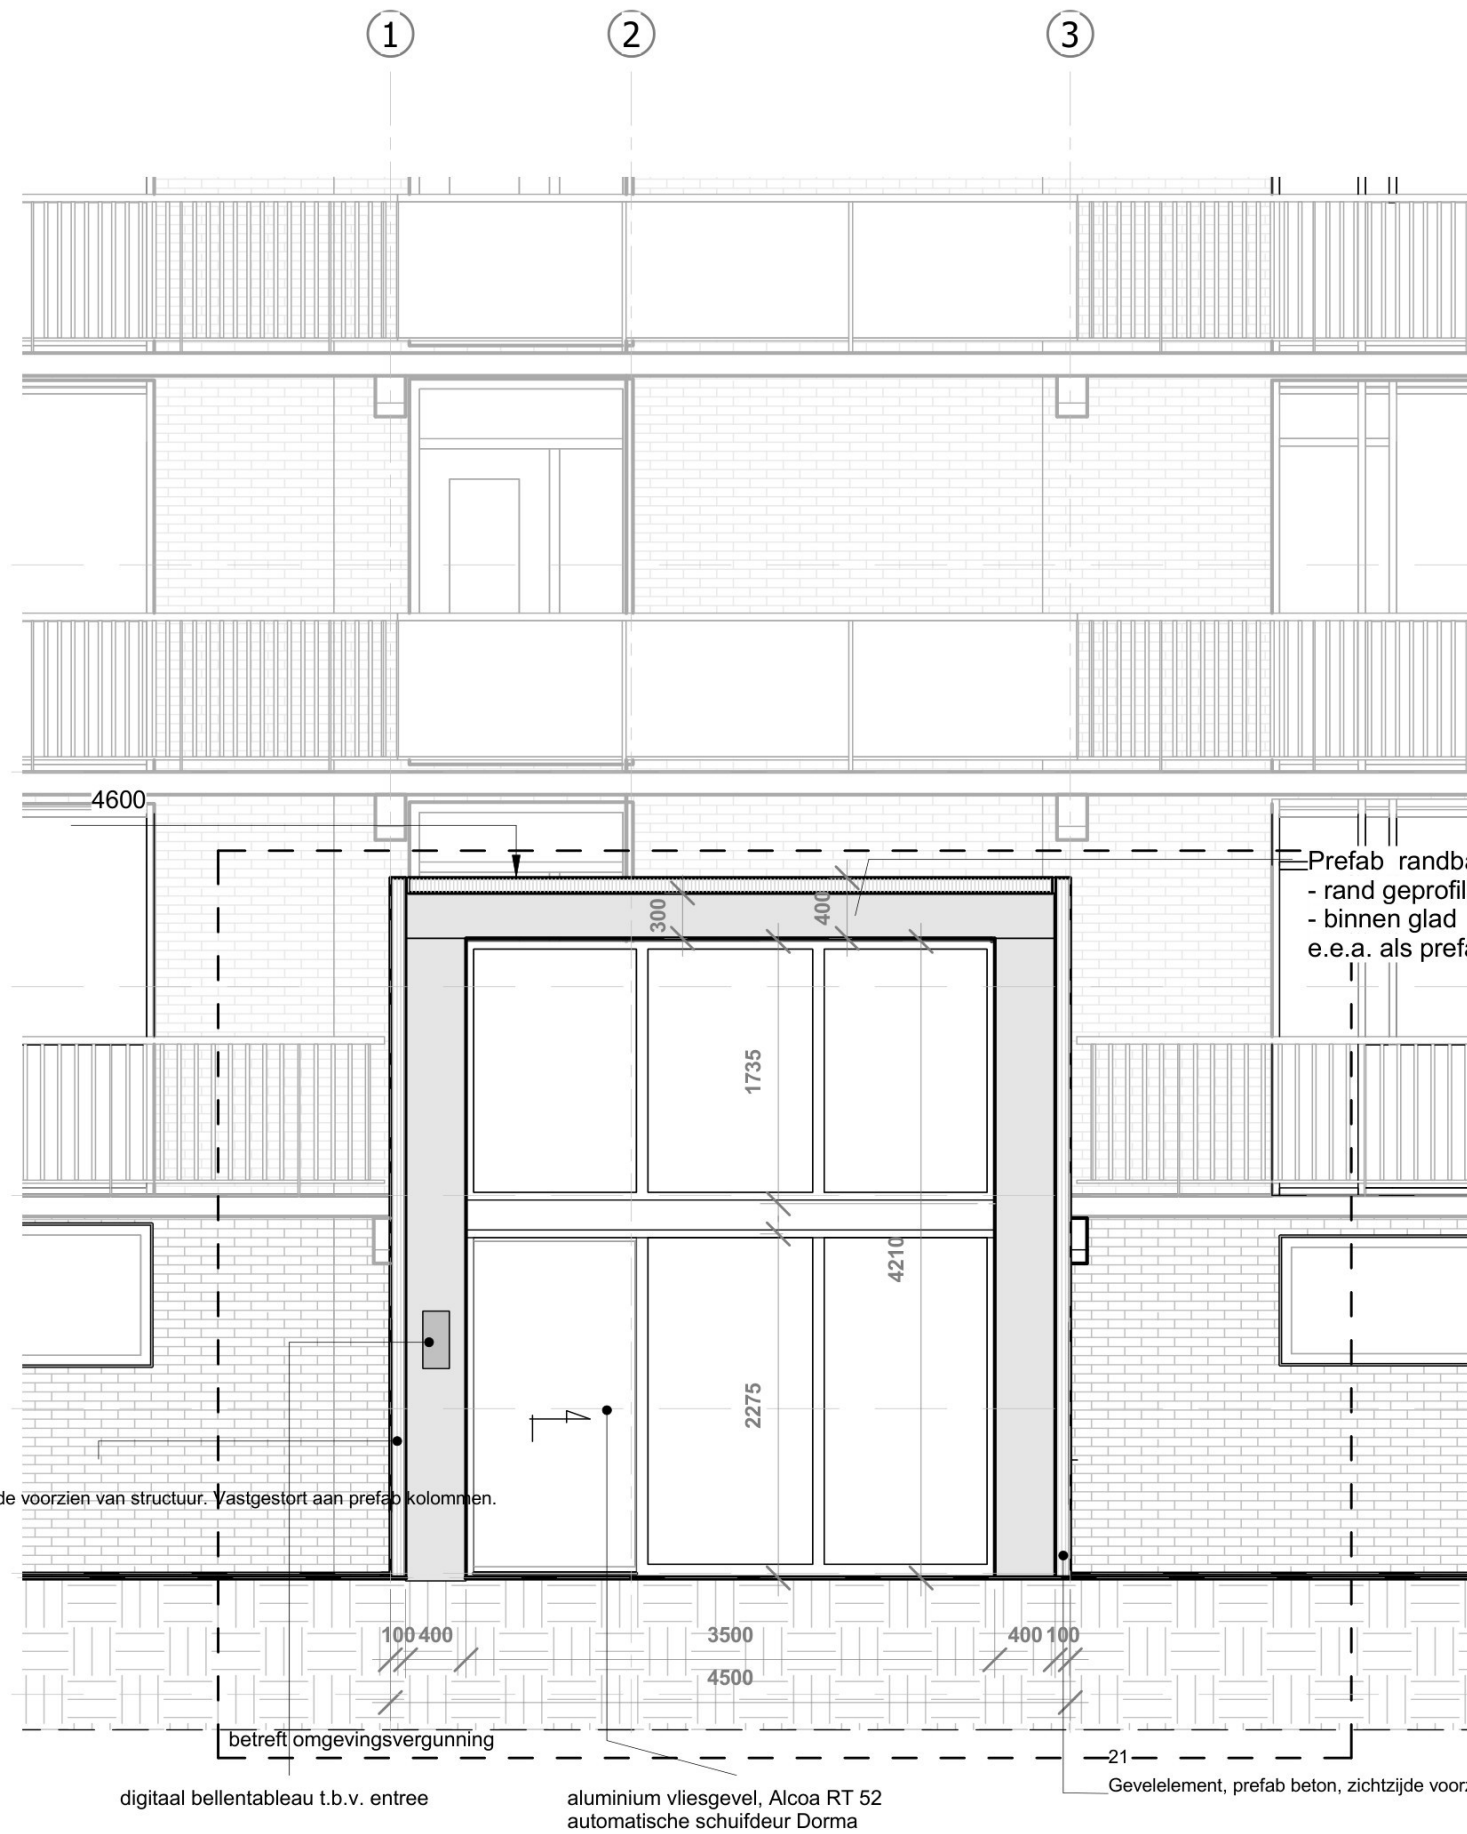 1
2
3
4600
Prefab randba
- rand geprofil
- binnen glad
e.e.a. als prefa
300
400
1735
4210
2275
de voorzien van structuur. Vastgestort aan prefab kolommen.
100 400 3500 400 100
4500
betreft omgevingsvergunning
21
Gevelelement, prefab beton, zichtzijde voorz
digitaal bellentableau t.b.v. entree
aluminium vliesgevel, Alcoa RT 52
automatische schuifdeur Dorma